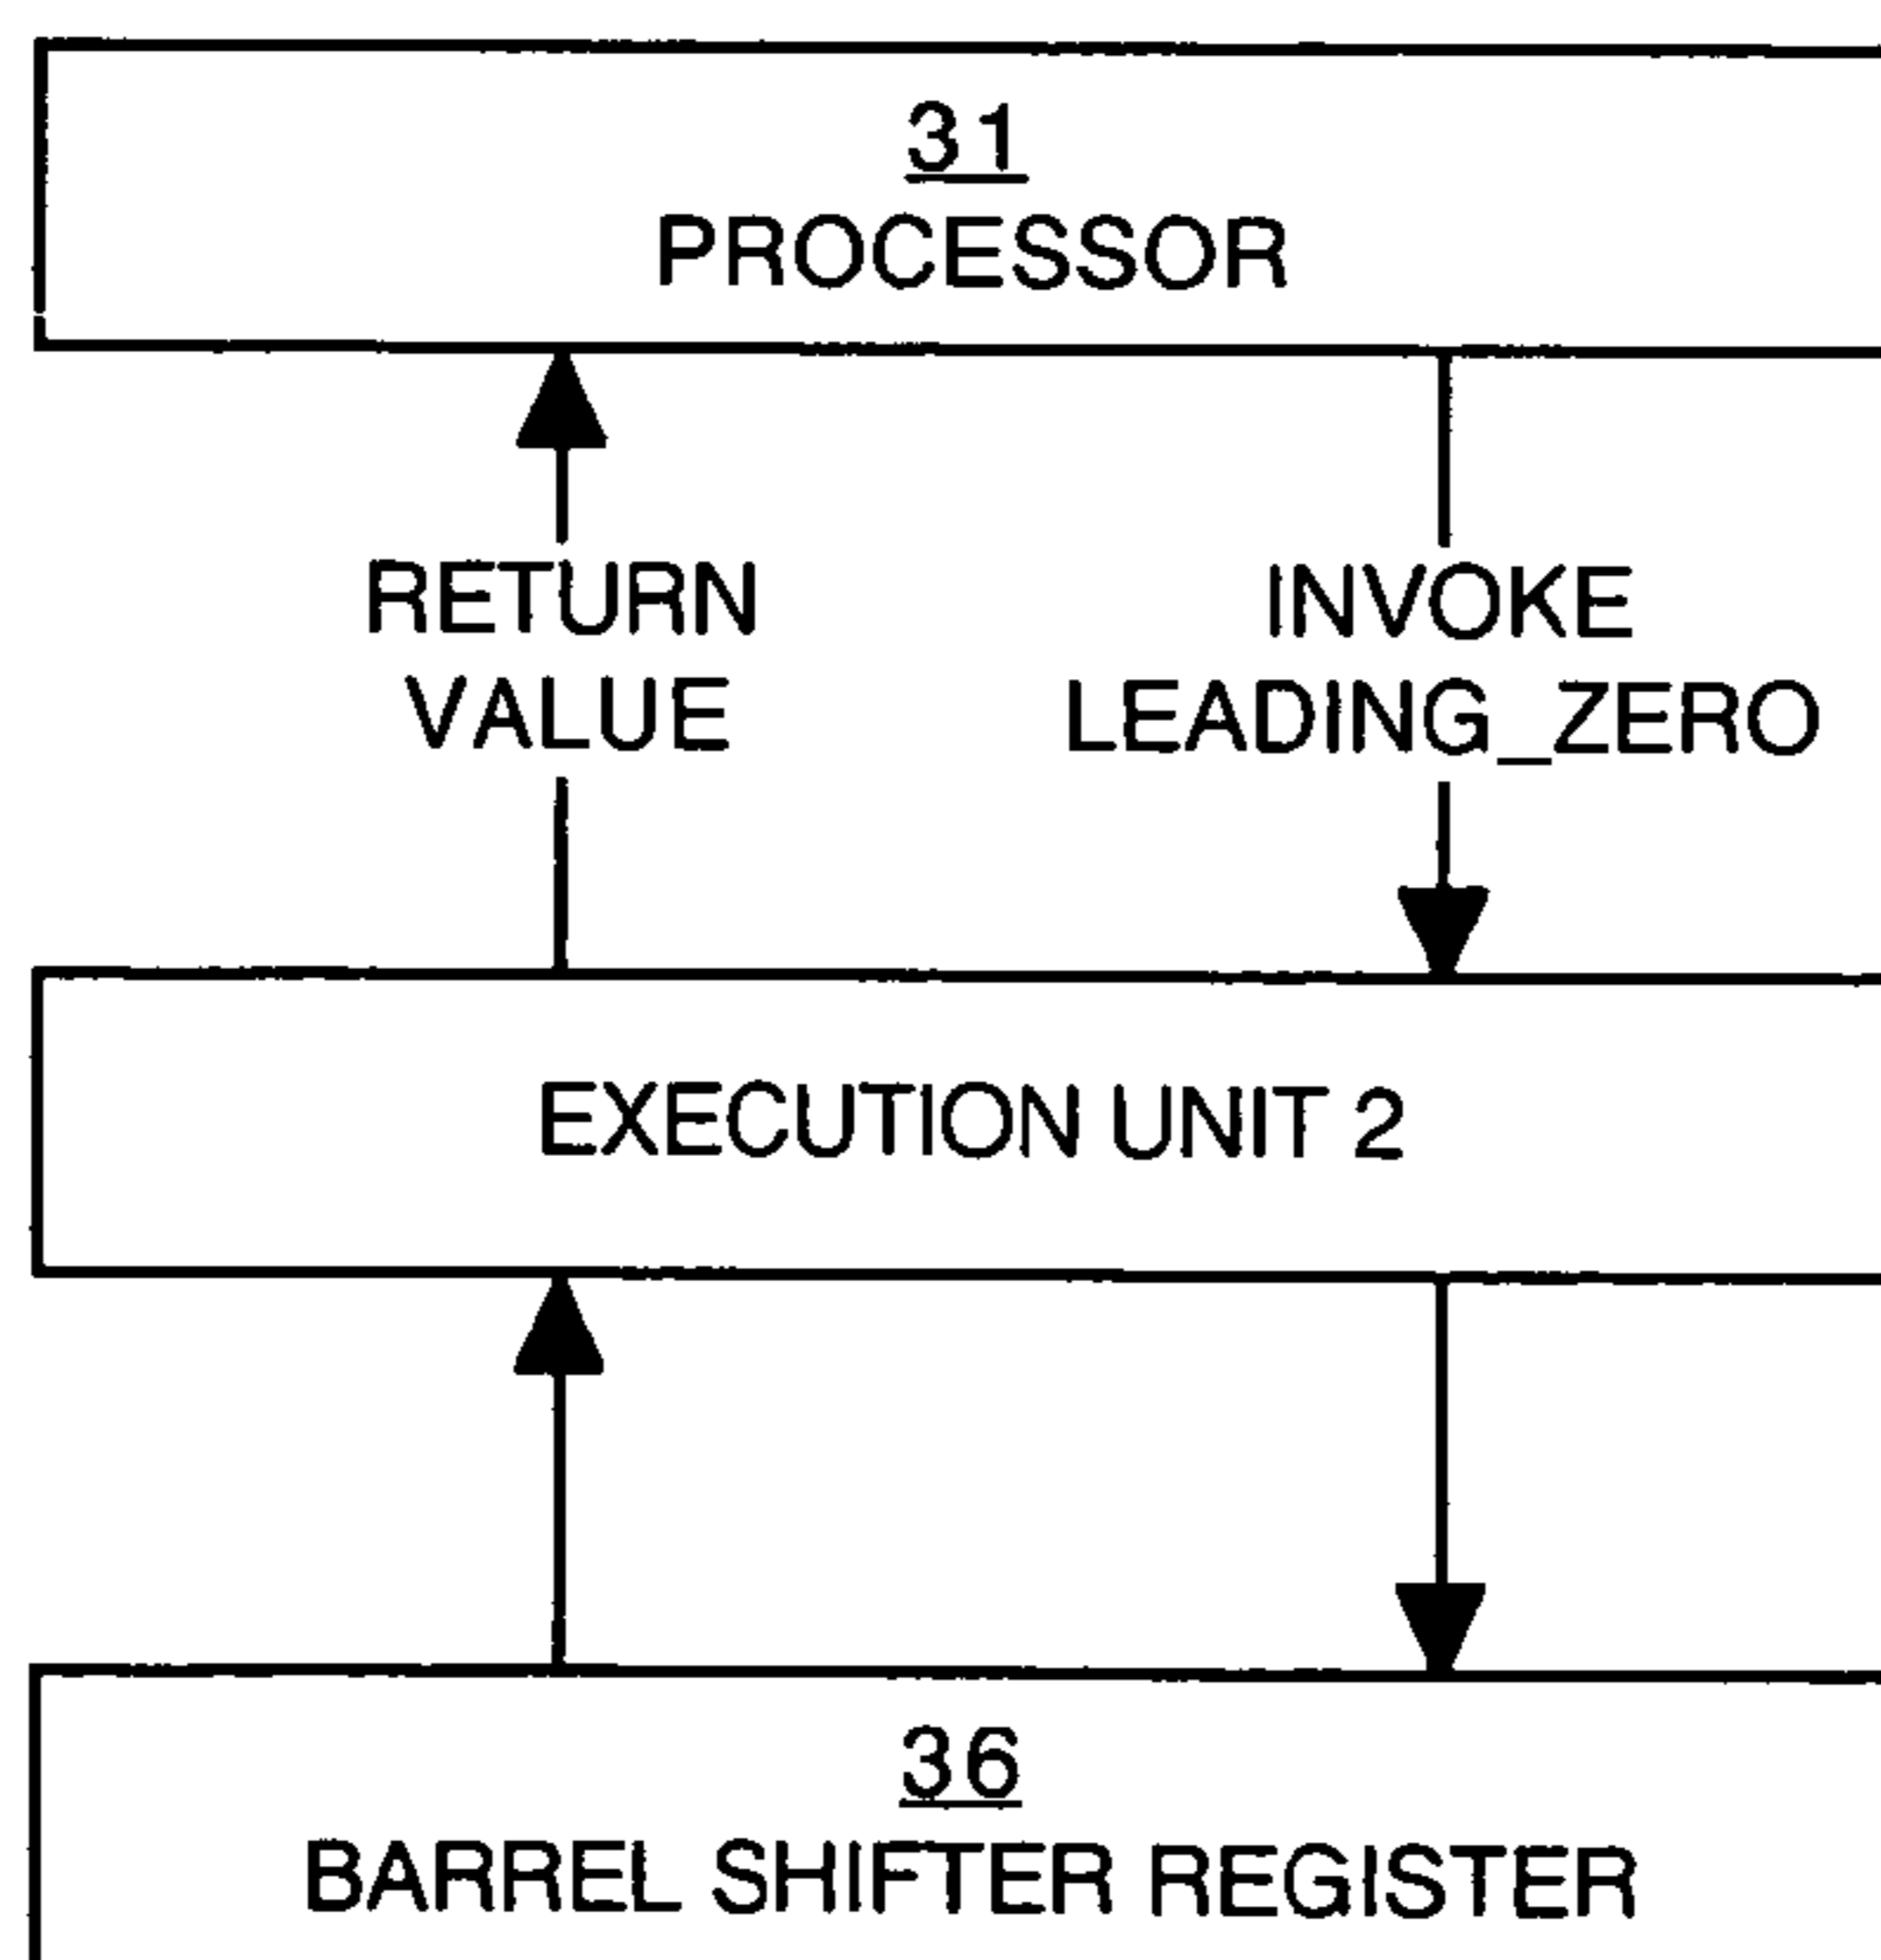 31
PROCESSOR
RETURN
VALUE
INVOKE
LEADING_ZERO
EXECUTION UNIT 2
36
BARREL SHIFTER REGISTER